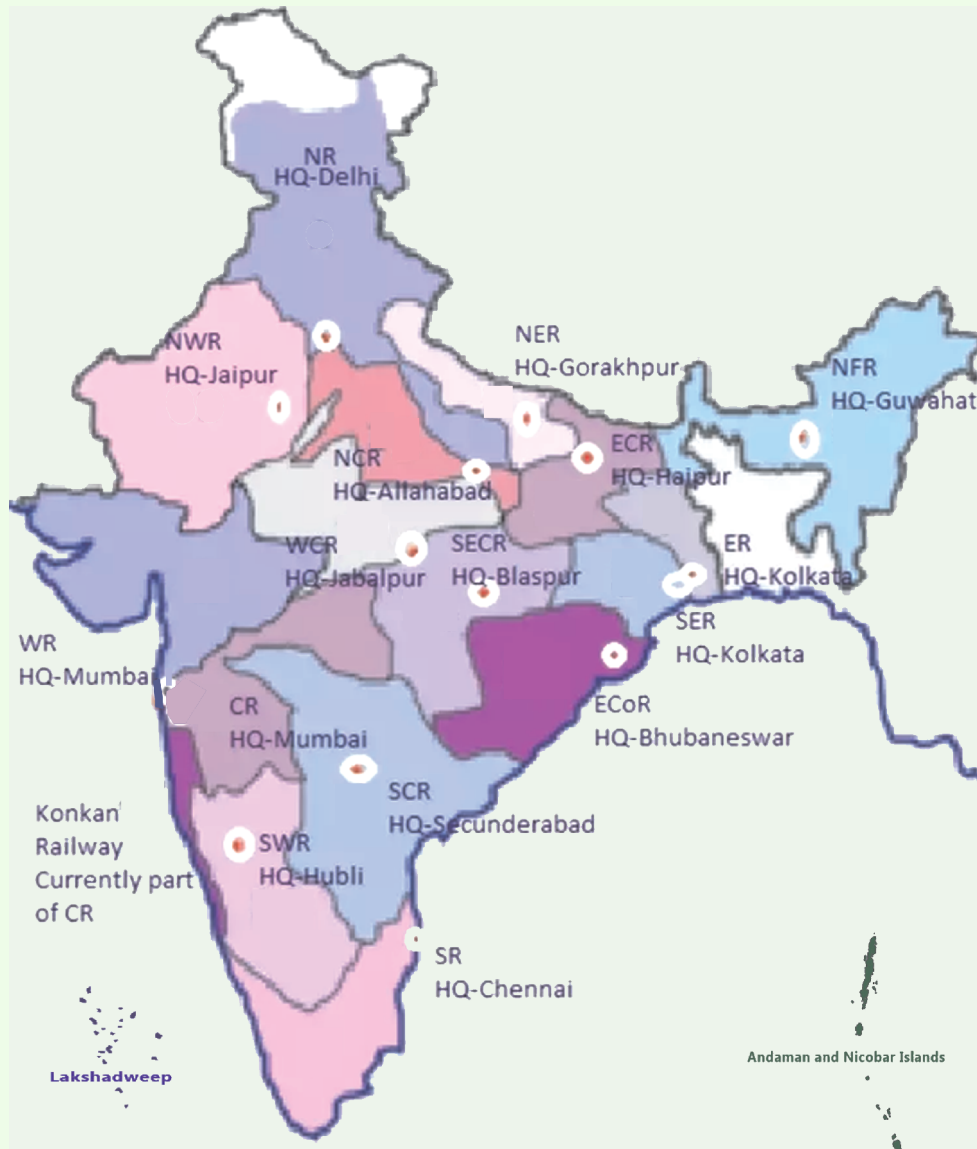 NR
HQ-Delhi
NWR
HQ-Jaipur
NER
HQ-Gorakhpur
NFR
HQ-Guwahat
ECR
HQ-Hajpur
NCR
HQ-Allahabad
WCR
HQ-Jabalpur
SECR
HQ-Blaspur
ER
HQ-Kolkata
SER
HQ-Kolkata
WR
HQ-Mumbai
ECoR
HQ-Bhubaneswar
CR
HQ-Mumbai
SCR
HQ-Secunderabad
Konkan
Railway
Currently part
of CR
SWR
HQ-Hubli
SR
HQ-Chennai
Lakshadweep
Andaman and Nicobar Islands